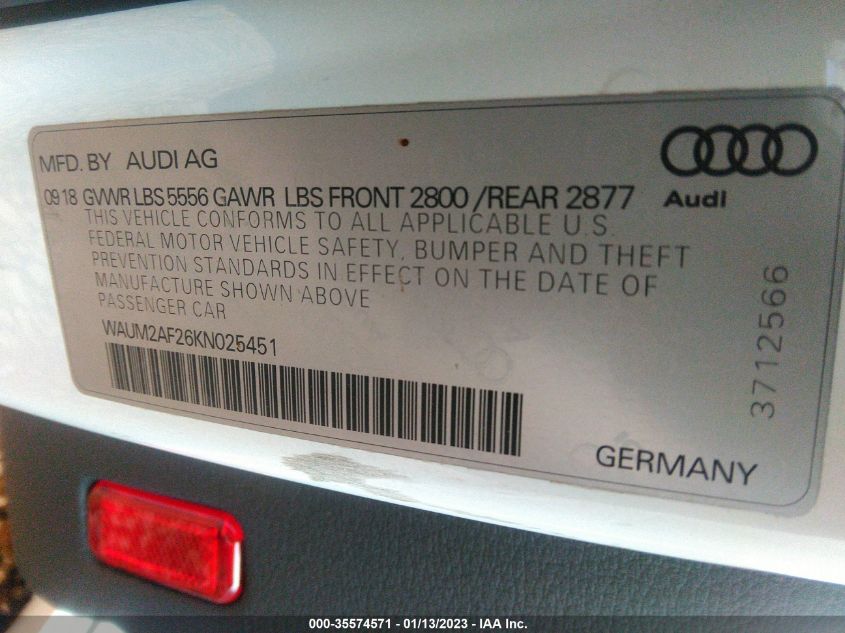 MFD. BY AUDI AG
Audi
09 18 GVWR LBS 5556 GAWR LBS FRONT 2800 /REAR 2877
THIS VEHICLE CONFORMS TO ALL APPLICABLE U.S.
FEDERAL MOTOR VEHICLE SAFETY, BUMPER AND THEFT
PREVENTION STANDARDS IN EFFECT ON THE DATE OF
MANUFACTURE SHOWN ABOVE
PASSENGER CAR
WAUM2AF26KN025451
3712566
GERMANY
000-35574571 - 01/13/2023 - IAA Inc.